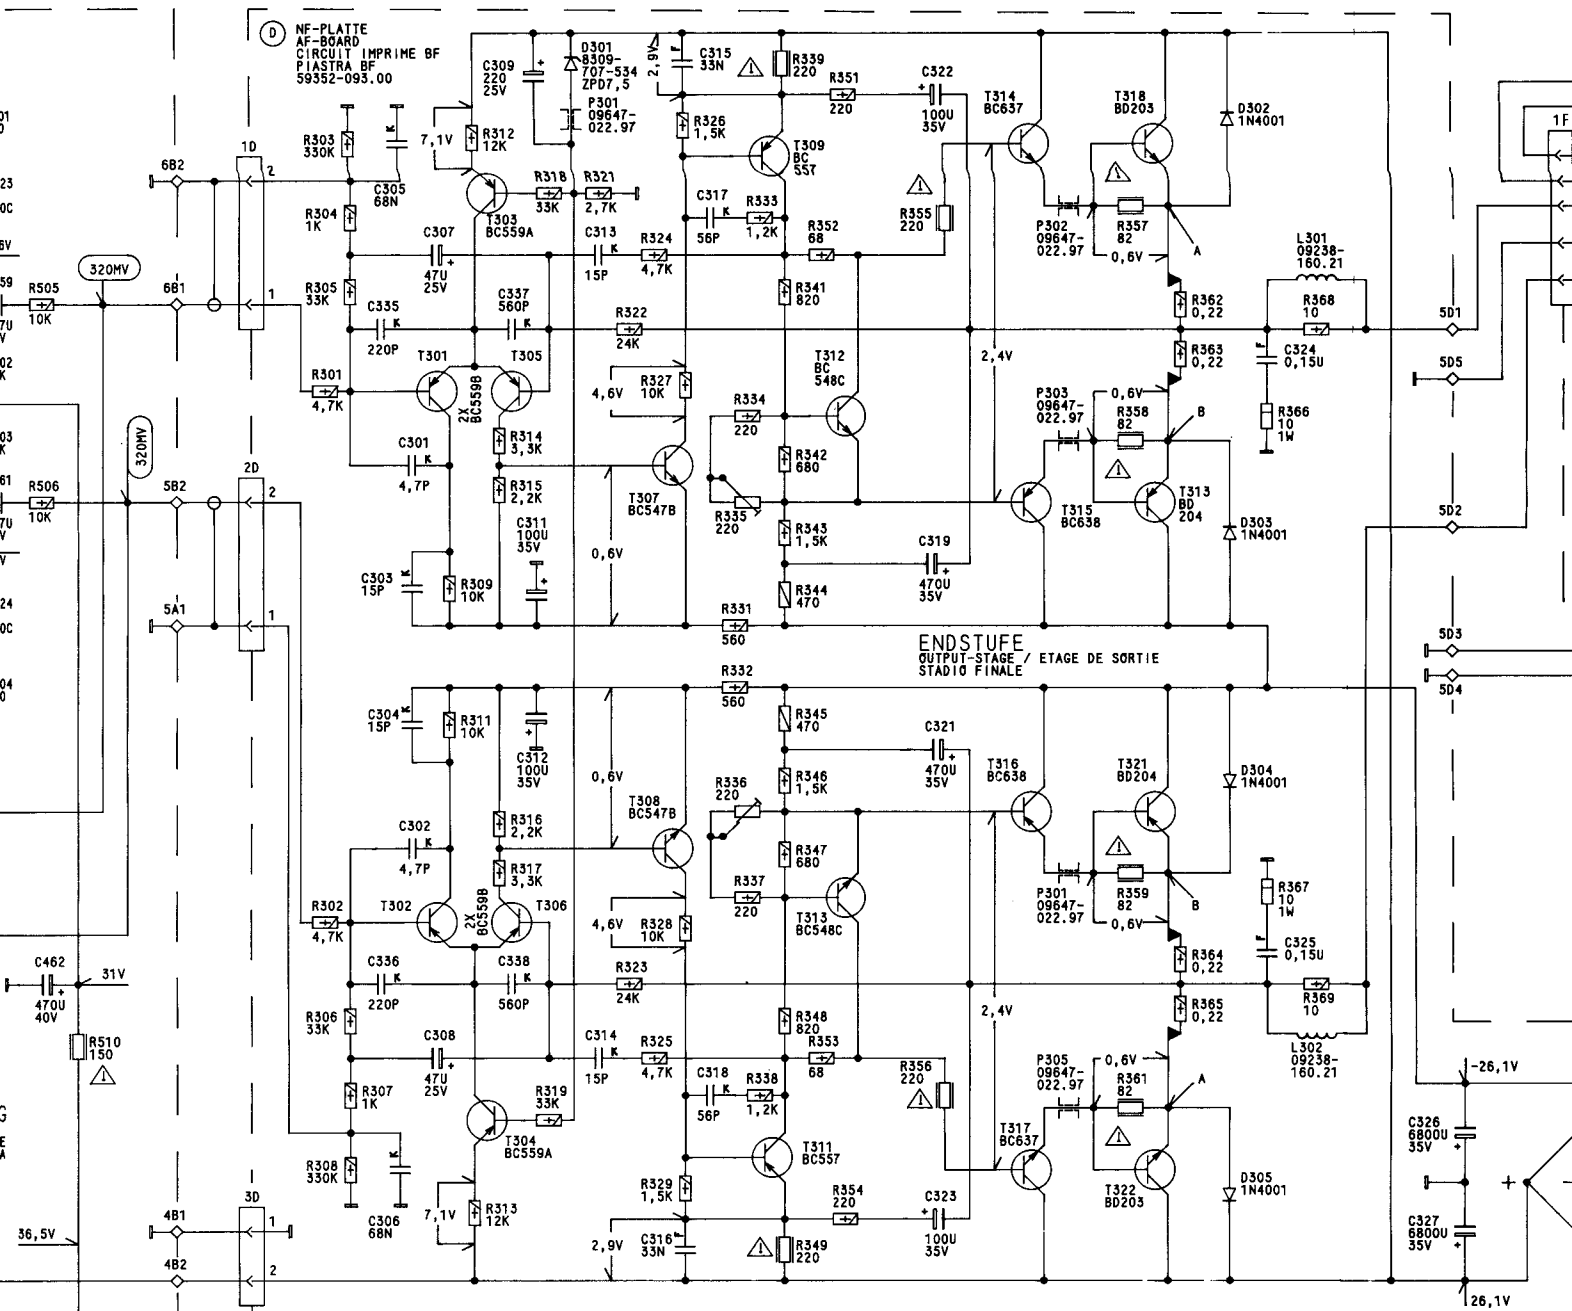 D
NF-PLATTE
AF-BOARD
CIRCUIT IMPRIME BF
PIASTRA BF
59352-093.00
C309
220
25V
D301
8309-
707-534
ZPD7,5
P301
09647-
022.97
2,9V
C315
33N
R339
220
R351
220
C322
100U
35V
T314
BC637
T318
BD203
D302
1N4001
1F
1D
2
6B2
R303
330K
C305
68N
7,1V
R312
12K
R326
1,5K
T309
BC
557
R318
33K
R321
2,7K
T303
BC559A
C317
56P
R333
1,2K
R355
220
P302
09647-
022.97
R357
82
0,6V
A
R304
1K
C307
47U
25V
C313
15P
R324
4,7K
R352
68
L301
09238-
160.21
320MV
R505
10K
6B1
1
R305
33K
C335
220P
C337
560P
R322
24K
R341
820
R362
0,22
R368
10
5D1
R363
0,22
C324
0,15U
5D5
2,4V
T301
T305
2X
BC559B
R301
4,7K
4,6V
R327
10K
T312
BC
548C
P303
09647-
022.97
0,6V
R358
82
B
R366
10
1W
R334
220
320MV
R314
3,3K
C301
4,7P
R315
2,2K
T307
BC547B
R342
680
2D
R506
10K
5B2
2
R335
220
T315
BC638
T313
BD
204
D303
1N4001
5D2
C311
100U
35V
R343
1,5K
0,6V
C319
470U
35V
C303
15P
R309
10K
R344
470
5A1
1
R331
560
ENDSTUFE
OUTPUT-STAGE / ETAGE DE SORTIE
STADIO FINALE
5D3
5D4
R332
560
C304
15P
R311
10K
C312
100U
35V
0,6V
R345
470
C321
470U
35V
T316
BC638
T321
BD204
D304
1N4001
R336
220
R346
1,5K
T308
BC547B
R316
2,2K
C302
4,7P
R317
3,3K
R347
680
R337
220
T313
BC548C
P301
09647-
022.97
R359
82
0,6V
B
R367
10
1W
T302
T306
2X
BC559B
R302
4,7K
4,6V
R328
10K
C325
0,15U
R364
0,22
C462
470U
40V
31V
C336
220P
C338
560P
R323
24K
R369
10
R365
0,22
2,4V
R306
33K
R348
820
R510
150
C308
47U
25V
C314
15P
R325
4,7K
R353
68
L302
09238-
160.21
P305
09647-
022.97
0,6V
R361
82
A
-26,1V
R307
1K
R319
33K
C318
56P
R338
1,2K
R356
220
C326
6800U
35V
T304
BC559A
T311
BC557
T317
BC637
R308
330K
C306
68N
R329
1,5K
R354
220
T322
BD203
D305
1N4001
3D
4B1
1
7,1V
R313
12K
2,9V
C316
33N
R349
220
C323
100U
35V
C327
6800U
35V
36,5V
4B2
2
26,1V